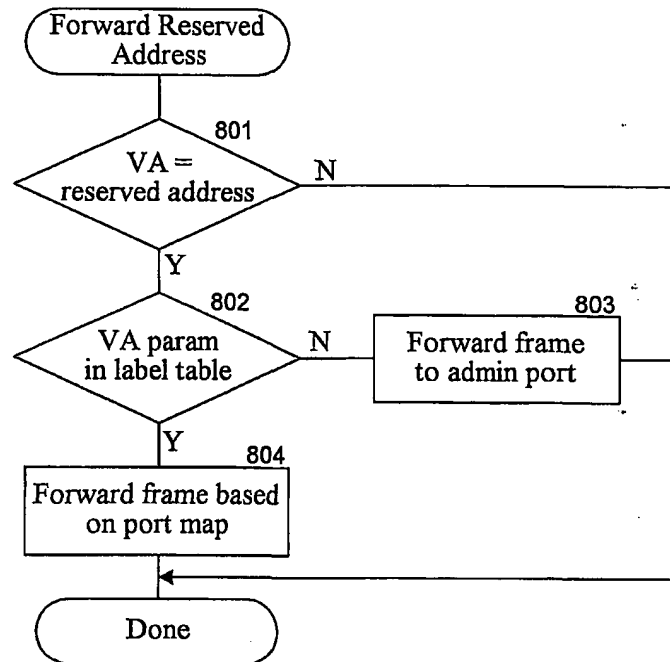 Forward Reserved
Address
801
VA =
reserved address
N
Y
802
VA param
in label table
N
803
Forward frame
to admin port
Y
804
Forward frame based
on port map
Done